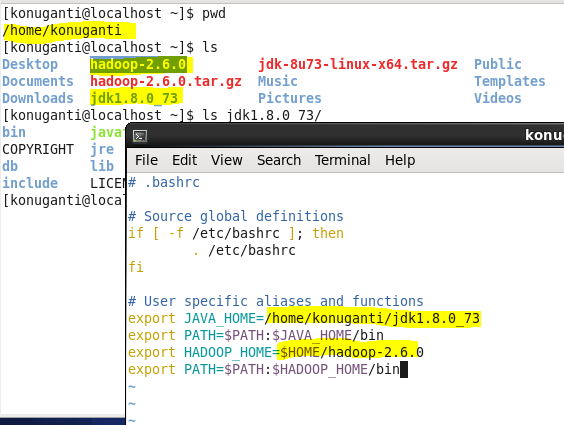 [konuganti@localhost ~]$ pwd
/home/konuganti
[konuganti@localhost ~]$ ls
Desktop hadoop-2.6.0 jdk-8u73-linux-x64.tar.gz Public
Documents hadoop-2.6.0.tar.gz Music Templates
Downloads jdk1.8.0_73 Pictures Videos
[konuganti@localhost ~]$ ls jdk1.8.0_73/
bin java
COPYRIGHT jre
db lib
include LICEN
[konuganti@local
konu
File Edit View Search Terminal Help
# .bashrc
# Source global definitions
if [ -f /etc/bashrc ]; then
. /etc/bashrc
fi
# User specific aliases and functions
export JAVA_HOME=/home/konuganti/jdk1.8.0_73
export PATH=$PATH:$JAVA_HOME/bin
export HADOOP_HOME=$HOME/hadoop-2.6.0
export PATH=$PATH:$HADOOP_HOME/bin
~
~
~